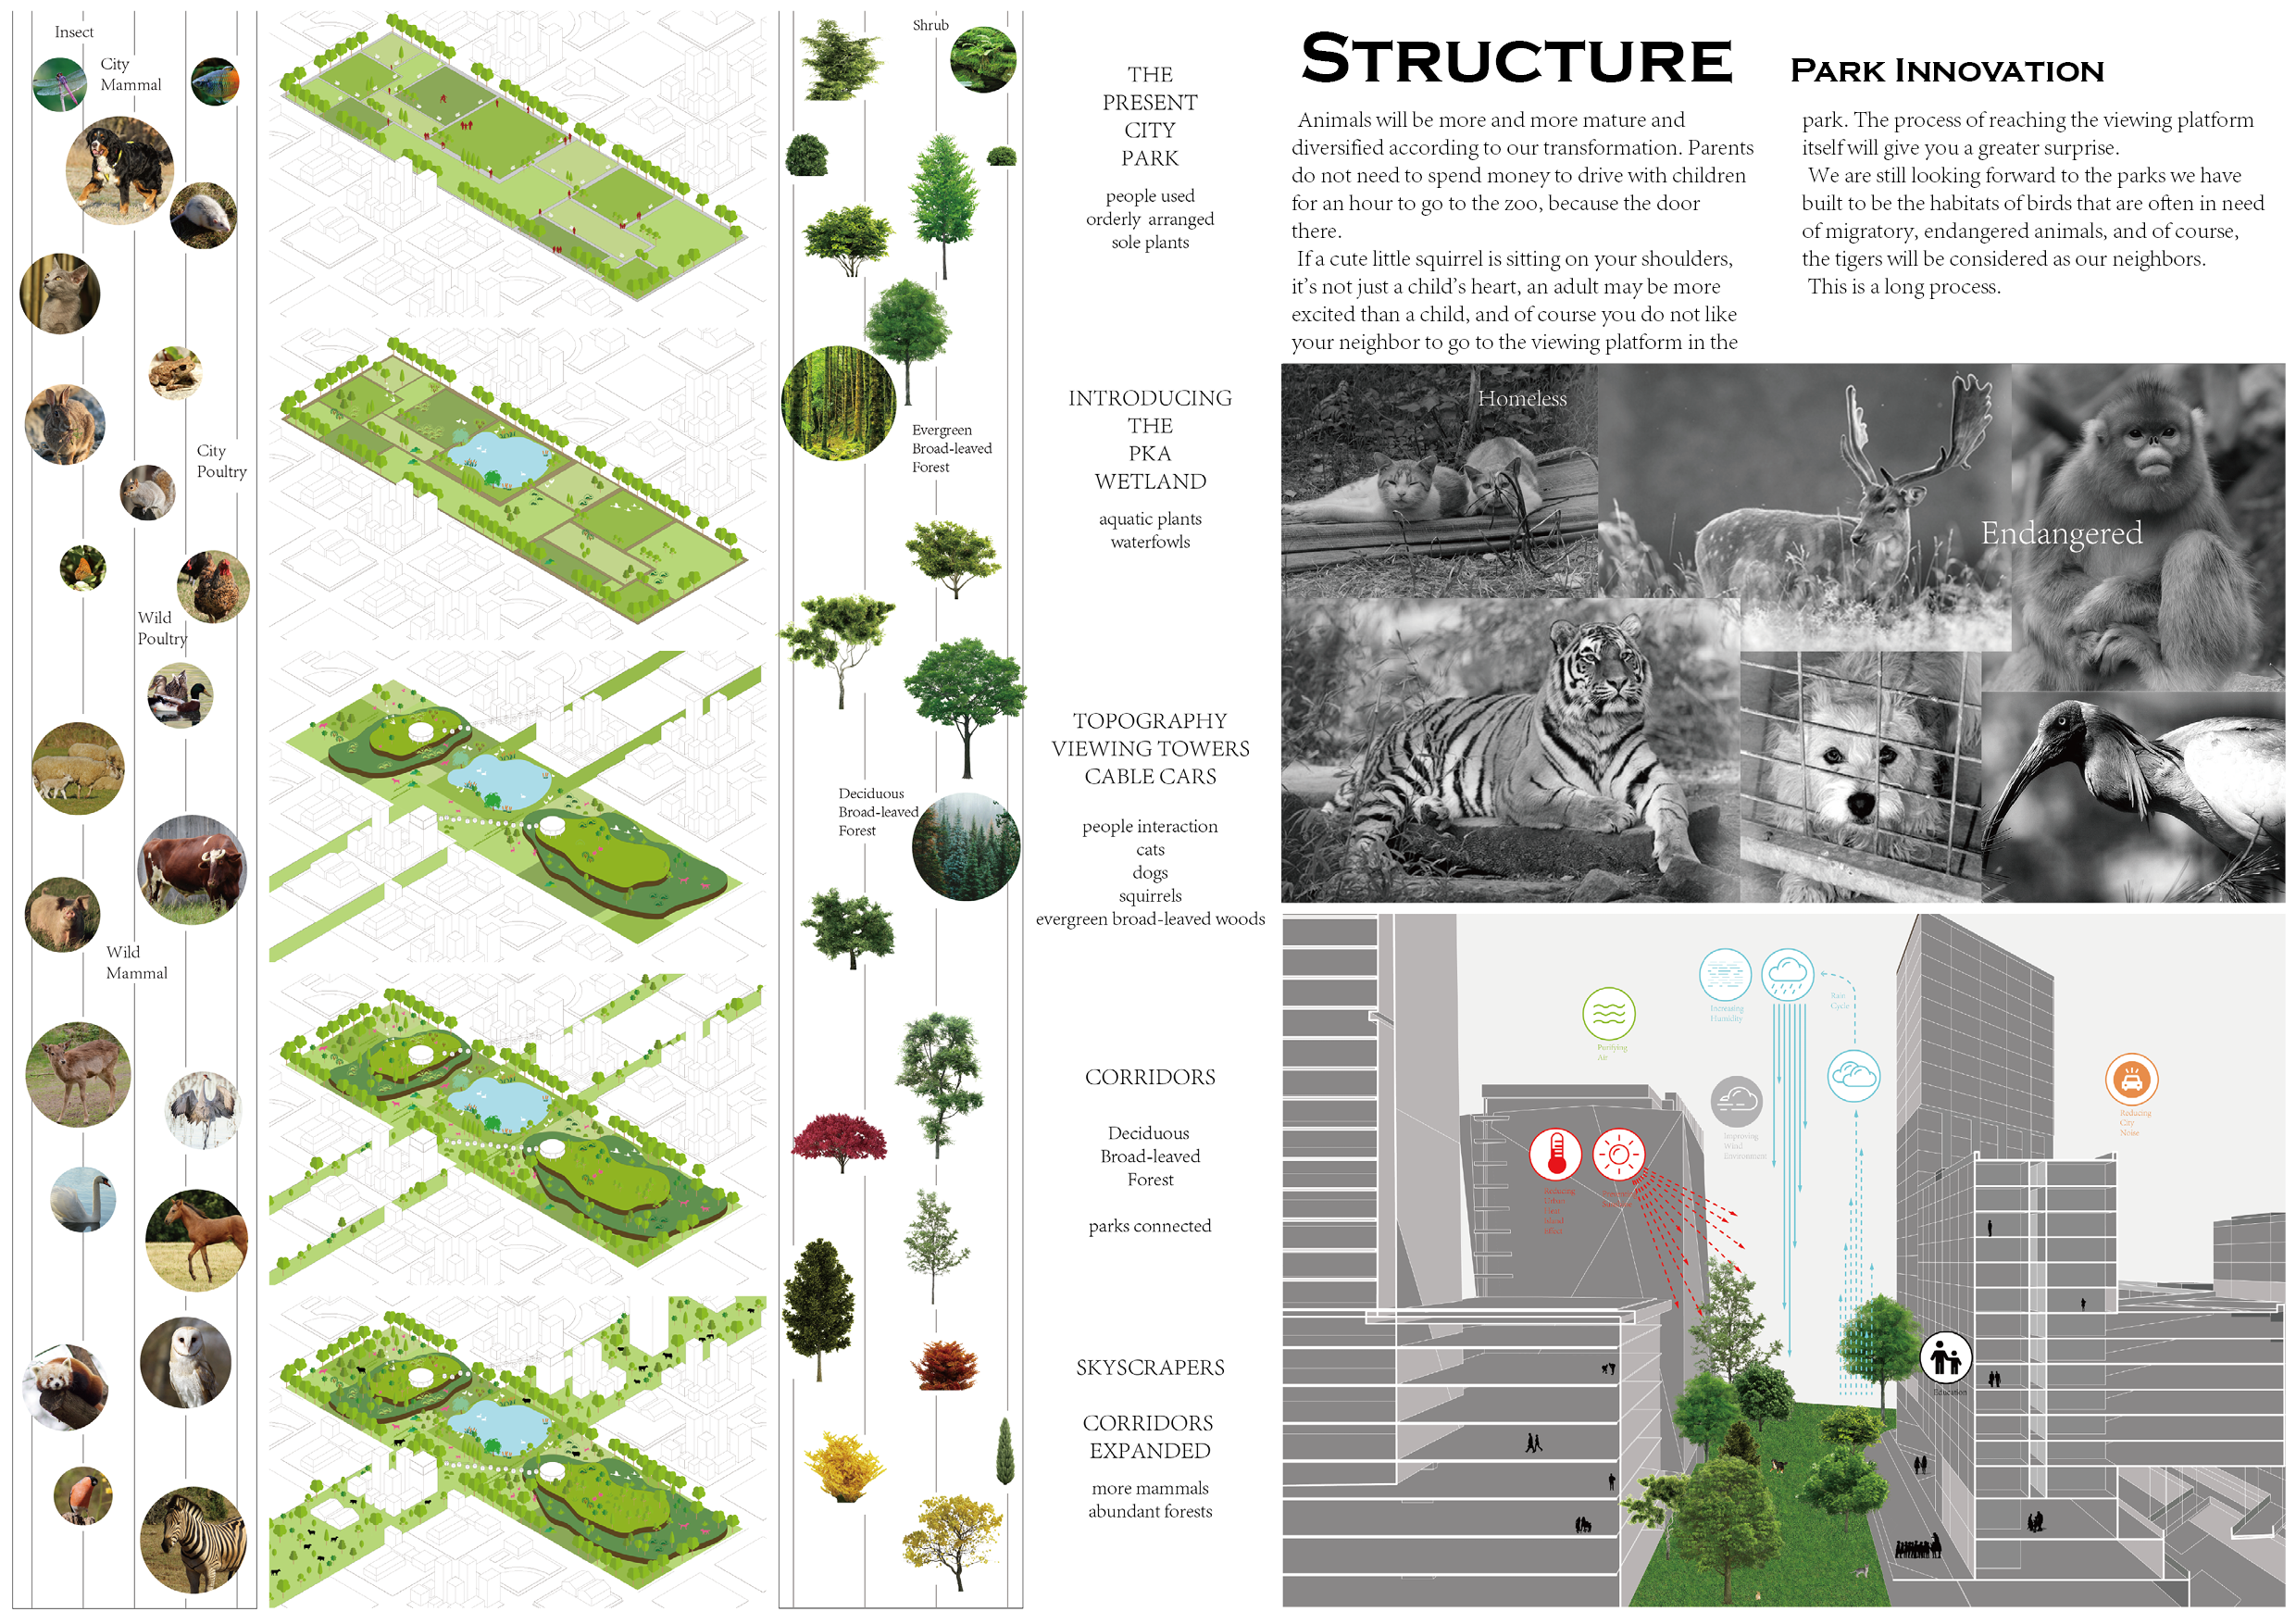 Insect
City
Mammal
City
Poultry
Wild
Poultry
Wild
Mammal
Shrub
Evergreen
Broad-leaved
Forest
Deciduous
Broad-leaved
Forest
THE
PRESENT
CITY
PARK
people used
orderly arranged
sole plants
INTRODUCING
THE
PKA
WETLAND
aquatic plants
waterfowls
TOPOGRAPHY
VIEWING TOWERS
CABLE CARS
people interaction
cats
dogs
squirrels
evergreen broad-leaved woods
CORRIDORS
Deciduous
Broad-leaved
Forest
parks connected
SKYSCRAPERS
CORRIDORS
EXPANDED
more mammals
abundant forests
STRUCTURE
PARK INNOVATION
Animals will be more and more mature and
diversified according to our transformation. Parents
do not need to spend money to drive with children
for an hour to go to the zoo, because the door
there.
If a cute little squirrel is sitting on your shoulders,
it's not just a child's heart, an adult may be more
excited than a child, and of course you do not like
your neighbor to go to the viewing platform in the
park. The process of reaching the viewing platform
itself will give you a greater surprise.
We are still looking forward to the parks we have
built to be the habitats of birds that are often in need
of migratory, endangered animals, and of course,
the tigers will be considered as our neighbors.
This is a long process.
Homeless
Endangered
Increasing
Humidity
Rain
Cycle
Purifying
Air
Improving
Wind
Environment
Reducing
City
Noise
Reducing
Urban
Heat
Island
Effect
Education